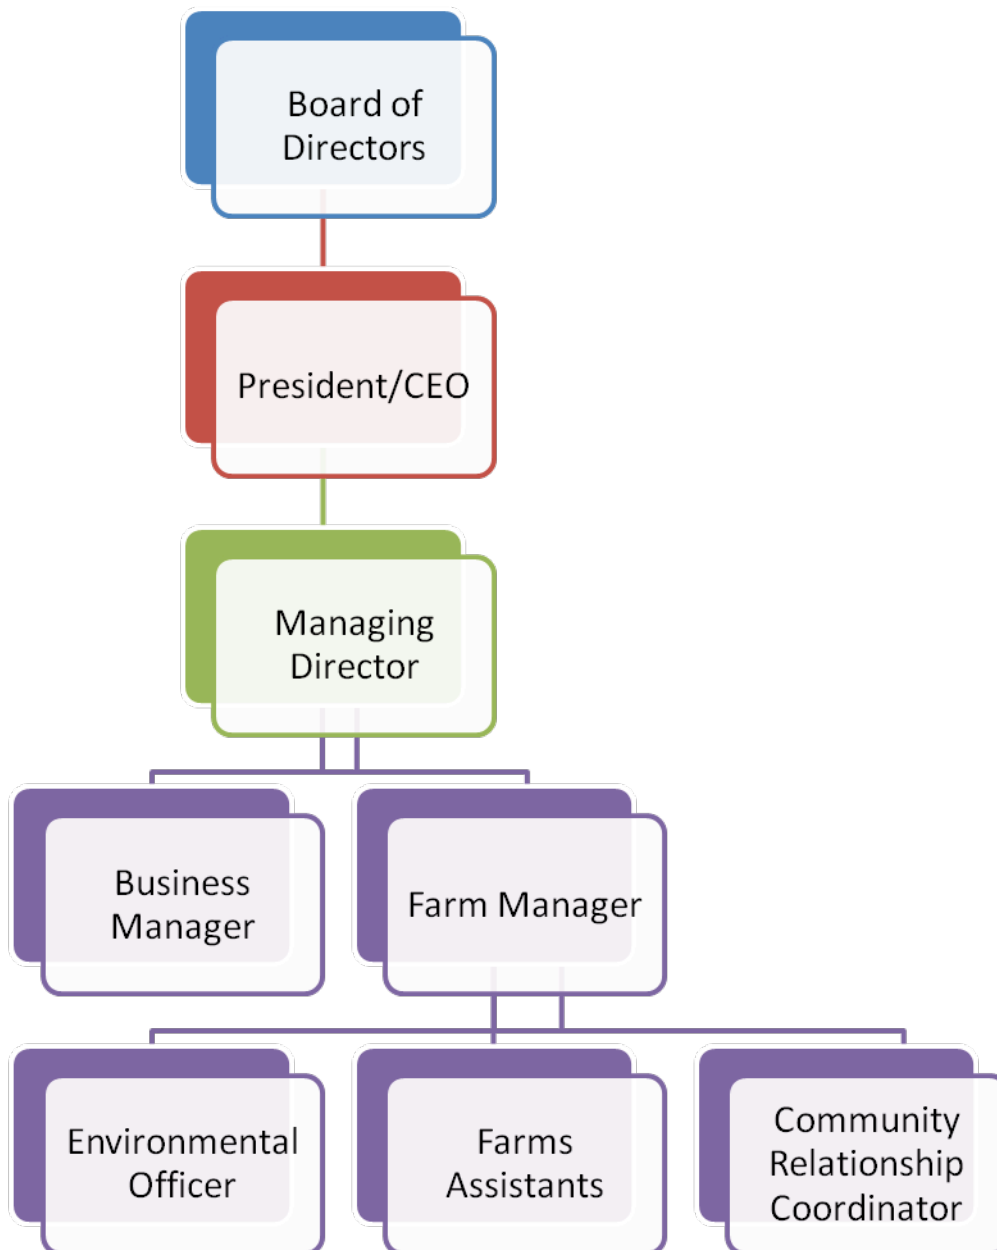 Board of
Directors
President/CEO
Managing
Director
Business
Manager
Farm Manager
Environmental
Officer
Farms
Assistants
Community
Relationship
Coordinator